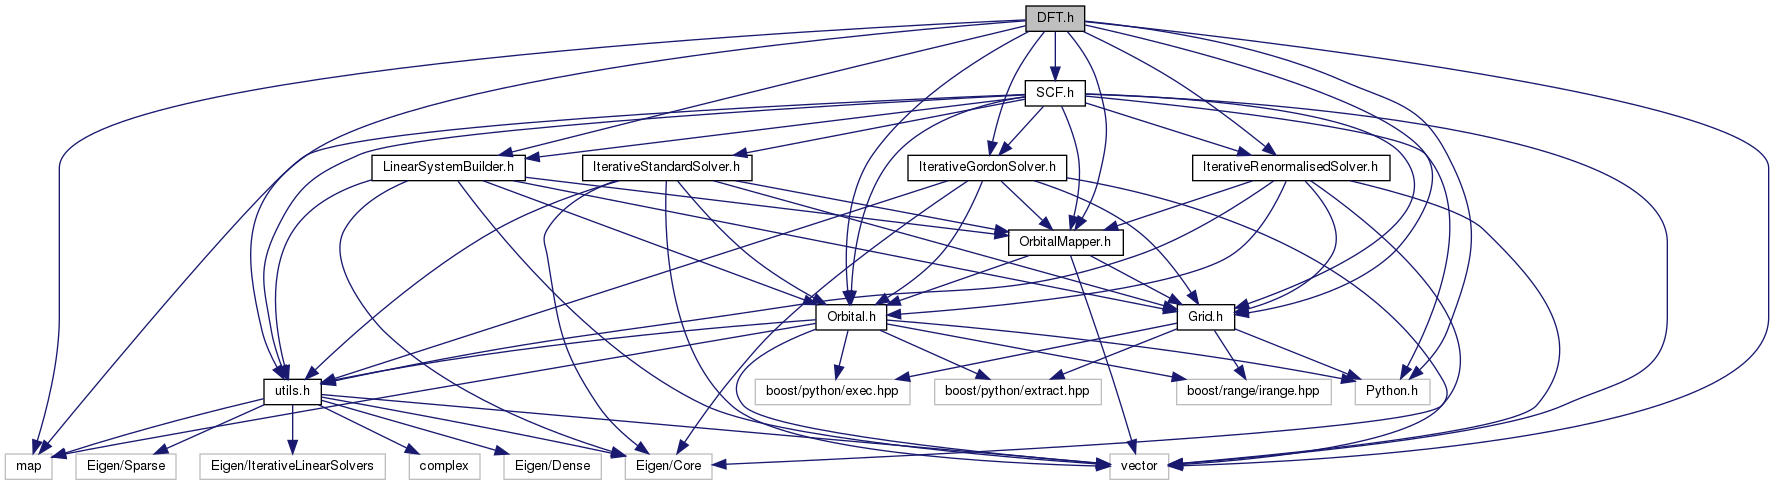 DFT.h
SCF.h
LinearSystemBuilder.h
IterativeStandardSolver.h
IterativeGordonSolver.h
IterativeRenormalisedSolver.h
OrbitalMapper.h
Orbital.h
Grid.h
utils.h
boost/python/exec.hpp
boost/python/extract.hpp
boost/range/irange.hpp
Python.h
map
Eigen/Sparse
Eigen/IterativeLinearSolvers
complex
Eigen/Dense
Eigen/Core
vector